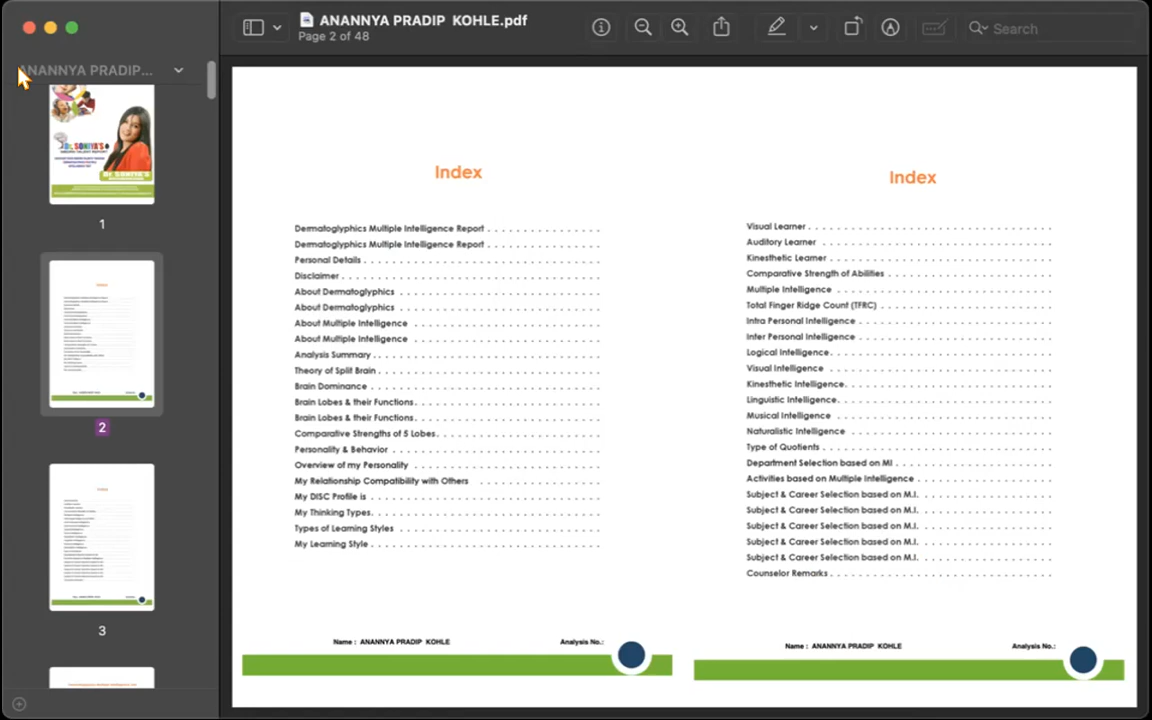 ANANNYA PRADIP KOHLE.pdf
Page 2 of 48
Search
ANANNYA PRADIP...
Dr. SONIYA'S
1
2
3
Index
Dermatoglyphics Multiple Intelligence Report
Dermatoglyphics Multiple Intelligence Report
Personal Details
Disclaimer
About Dermatoglyphics
About Dermatoglyphics
About Multiple Intelligence
About Multiple Intelligence
Analysis Summary
Theory of Split Brain
Brain Dominance
Brain Lobes & their Functions
Brain Lobes & their Functions
Comparative Strengths of 5 Lobes
Personality & Behavior
Overview of my Personality
My Relationship Compatibility with Others
My DISC Profile is
My Thinking Types
Types of Learning Styles
My Learning Style
Name : ANANNYA PRADIP KOHLE Analysis No.:
Index
Visual Learner
Auditory Learner
Kinesthetic Learner
Comparative Strength of Abilities
Multiple Intelligence
Total Finger Ridge Count (TFRC)
Intra Personal Intelligence
Inter Personal Intelligence
Logical Intelligence
Visual Intelligence
Kinesthetic Intelligence
Linguistic Intelligence
Musical Intelligence
Naturalistic Intelligence
Type of Quotients
Department Selection based on MI
Activities based on Multiple Intelligence
Subject & Career Selection based on M.I.
Subject & Career Selection based on M.I.
Subject & Career Selection based on M.I.
Subject & Career Selection based on M.I.
Subject & Career Selection based on M.I.
Counselor Remarks
Name : ANANNYA PRADIP KOHLE Analysis No.: